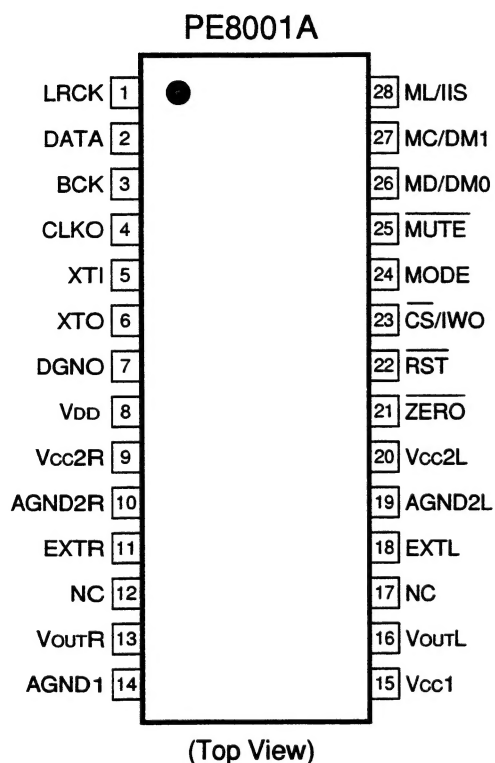 PE8001A
LRCK 1
DATA 2
BCK 3
CLKO 4
XTI 5
XTO 6
DGNO 7
VDD 8
Vcc2R 9
AGND2R 10
EXTR 11
NC 12
VOUTR 13
AGND1 14
28 ML/IIS
27 MC/DM1
26 MD/DM0
25 MUTE
24 MODE
23 CS/IWO
22 RST
21 ZERO
20 Vcc2L
19 AGND2L
18 EXTL
17 NC
16 VOUTL
15 Vcc1
(Top View)